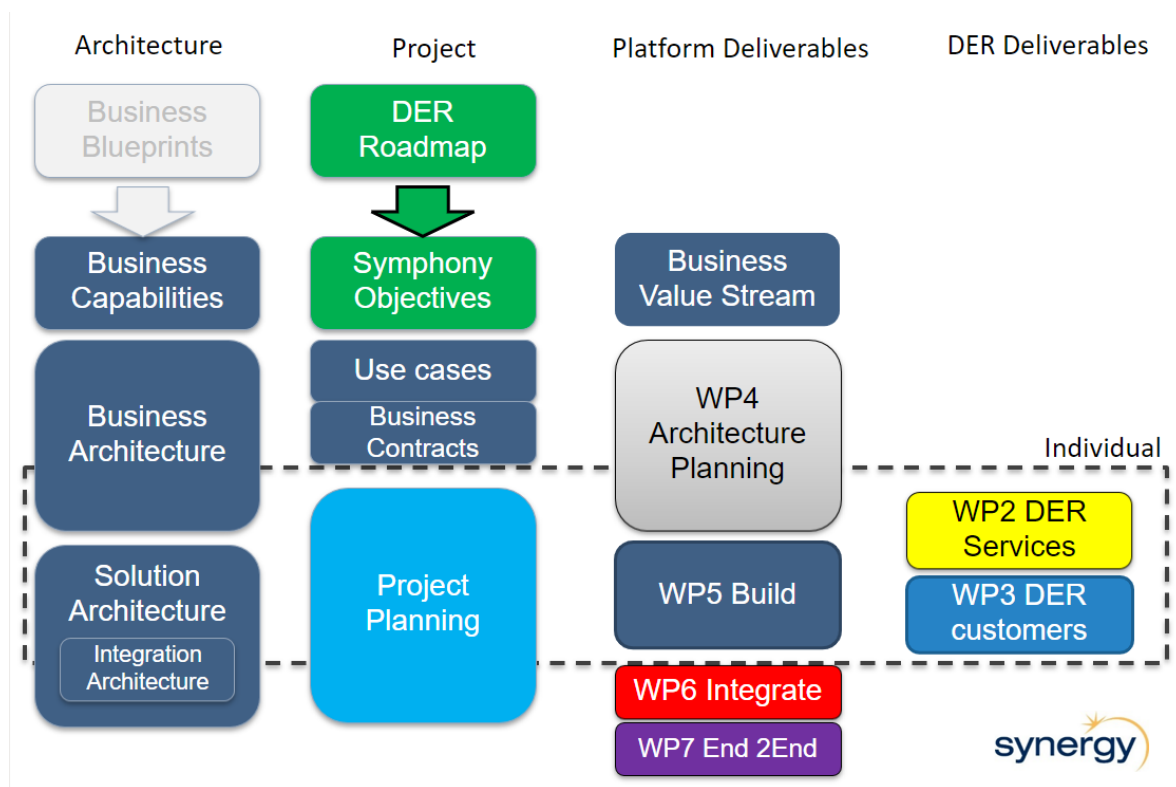 Architecture
Project
Platform Deliverables
DER Deliverables
Business
Blueprints
DER
Roadmap
Business
Capabilities
Symphony
Objectives
Business
Value Stream
Business
Architecture
Use cases
Business
Contracts
WP4
Architecture
Planning
Individual
WP2 DER
Services
Solution
Architecture
Integration
Architecture
Project
Planning
WP5 Build
WP3 DER
customers
WP6 Integrate
WP7 End 2End
synergy